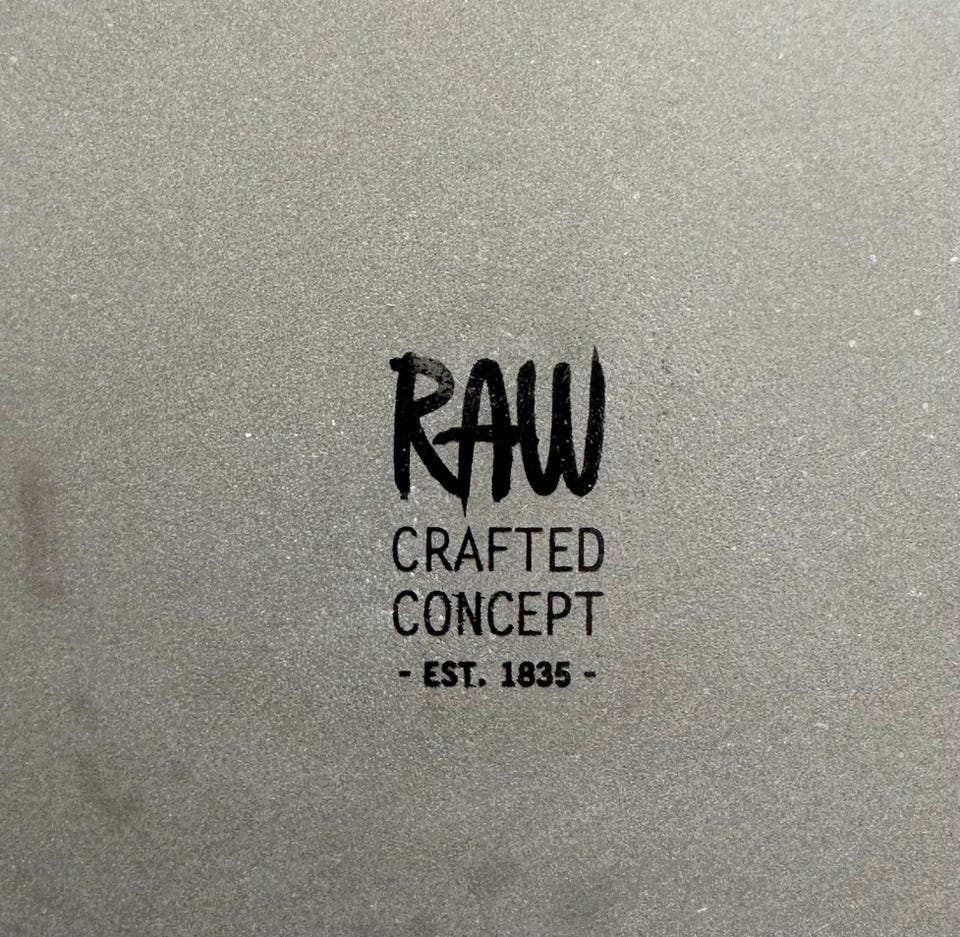 RAW
CRAFTED
CONCEPT
- EST. 1835 -